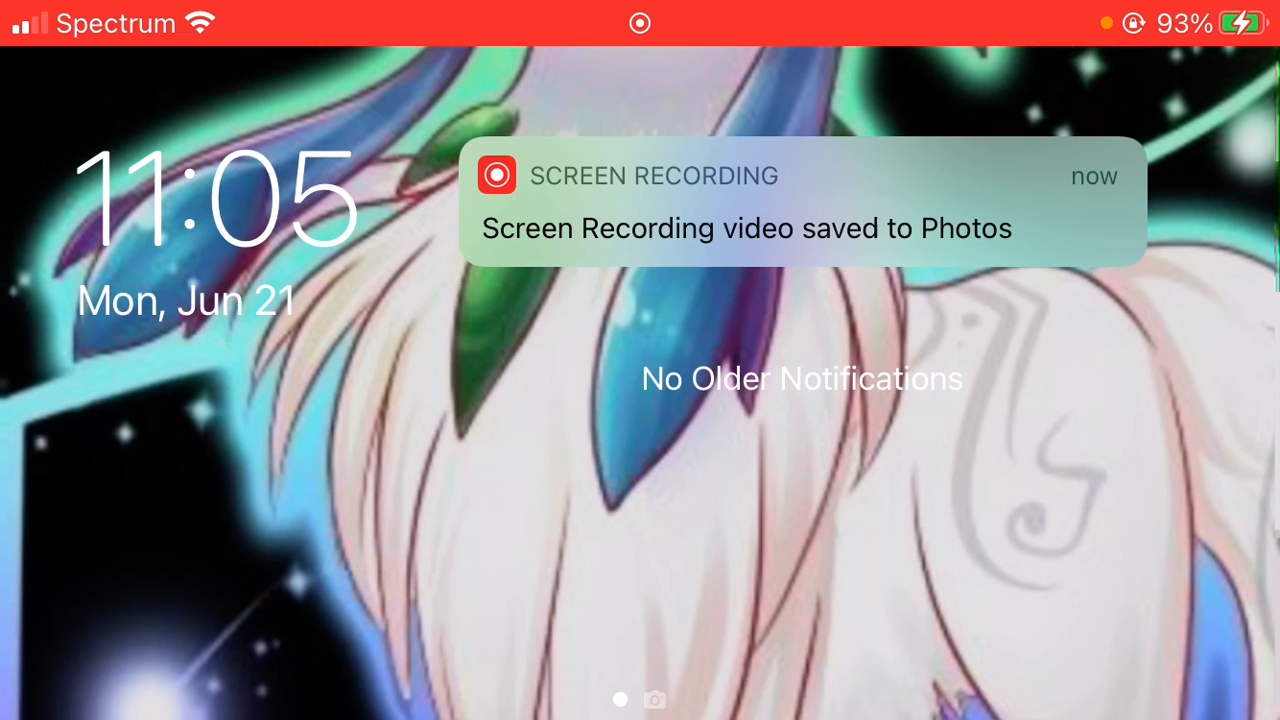 Spectrum
93%
11:05
Mon, Jun 21
SCREEN RECORDING
now
Screen Recording video saved to Photos
No Older Notifications